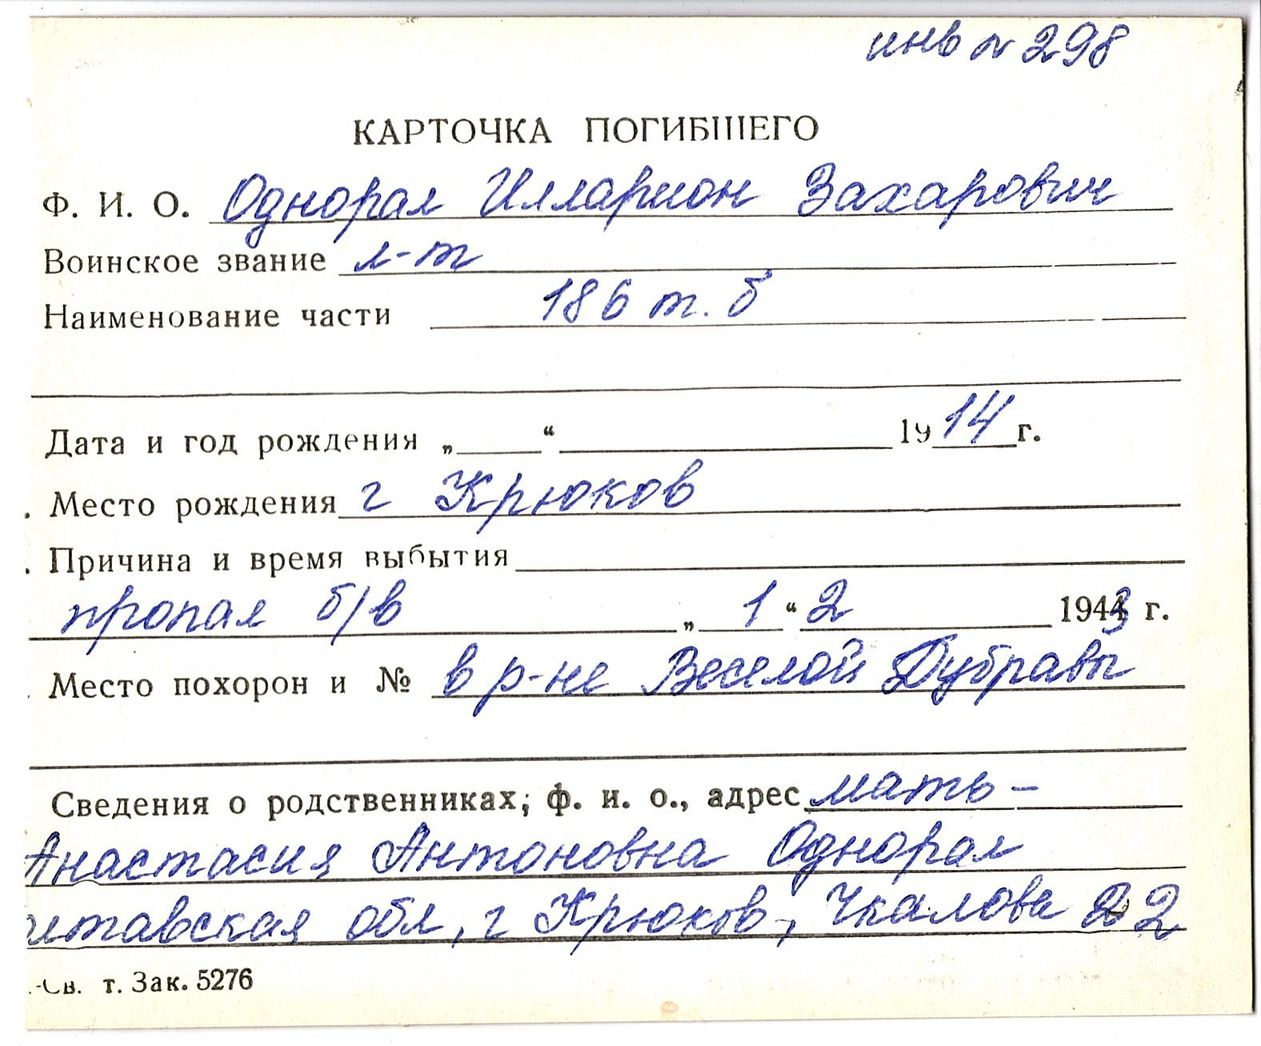 инв № 298
КАРТОЧКА ПОГИБШЕГО
Ф. И. О. Однорал Илларион Захарович
Воинское звание л-т
Наименование части 186 т. б
Дата и год рождения „ “ 1914 г.
Место рождения г Крюков
Причина и время выбытия
пропал б/в „ 1 “ 2 1943 г.
Место похорон и № в р-не Веселой Дубравы
Сведения о родственниках, ф. и. о., адрес мать -
Анастасия Антоновна Однорал
лтавская обл, г Крюков, Чкалова 22
-Св. т. Зак. 5276